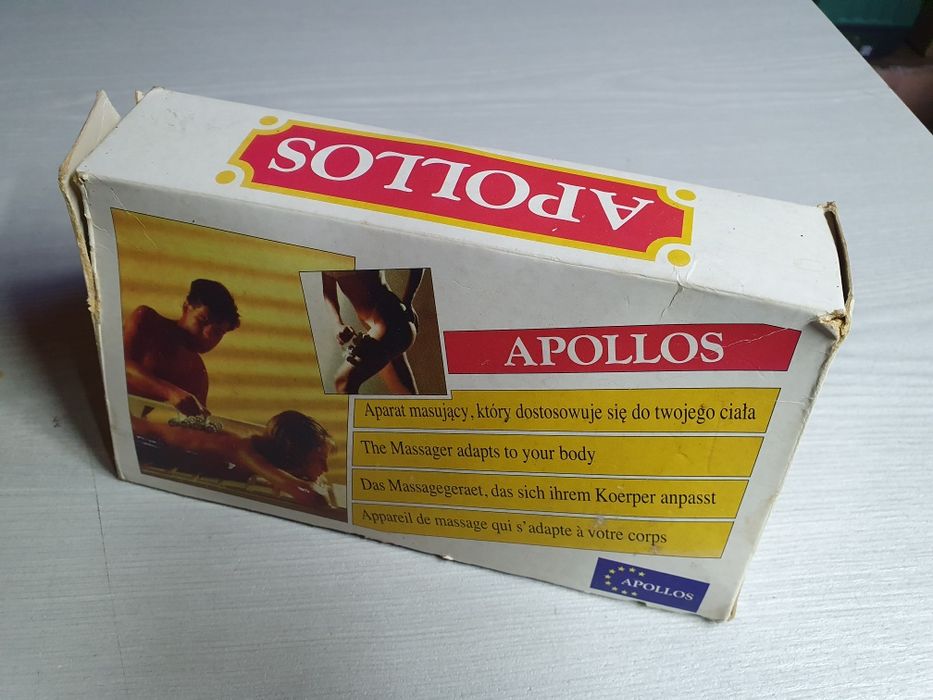 APOLLOS
APOLLOS
Aparat masujący, który dostosowuje się do twojego ciała
The Massager adapts to your body
Das Massagegeraet, das sich ihrem Koerper anpasst
Appareil de massage qui s'adapte à votre corps
APOLLOS